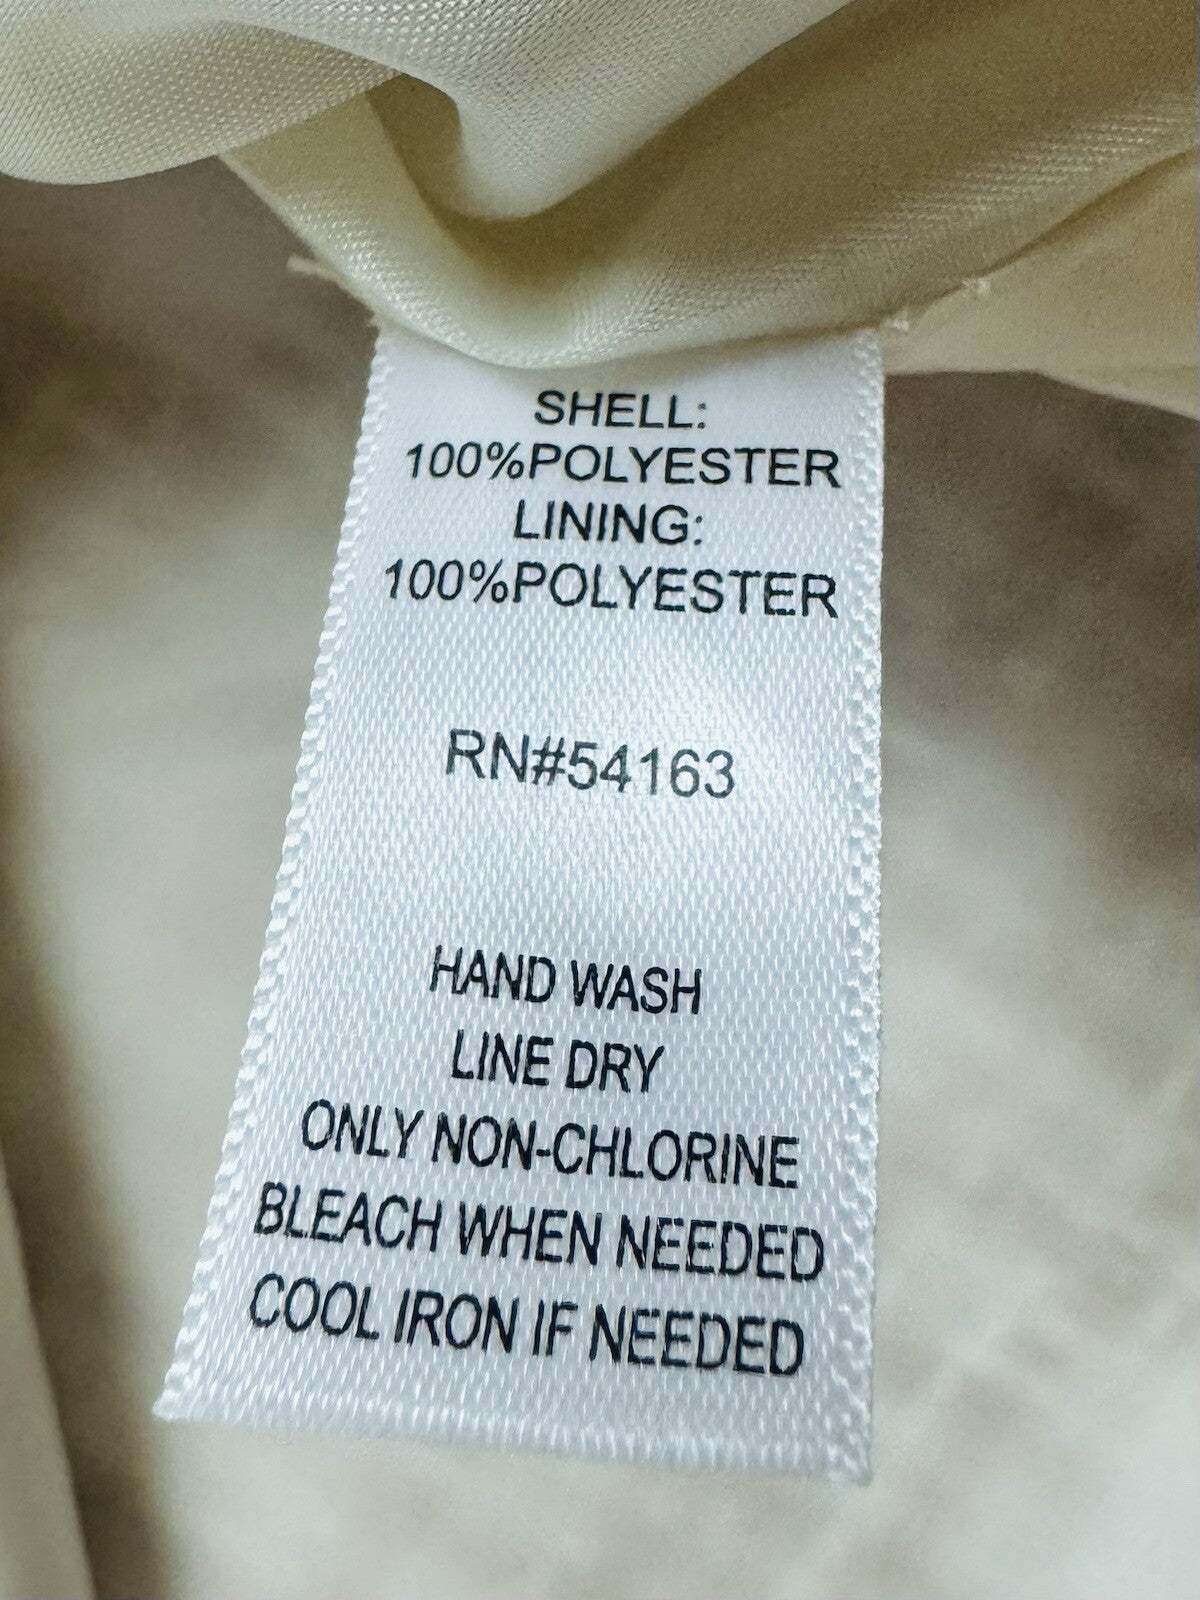 SHELL:
100%POLYESTER
LINING:
100%POLYESTER
RN#54163
HAND WASH
LINE DRY
ONLY NON-CHLORINE
BLEACH WHEN NEEDED
COOL IRON IF NEEDED